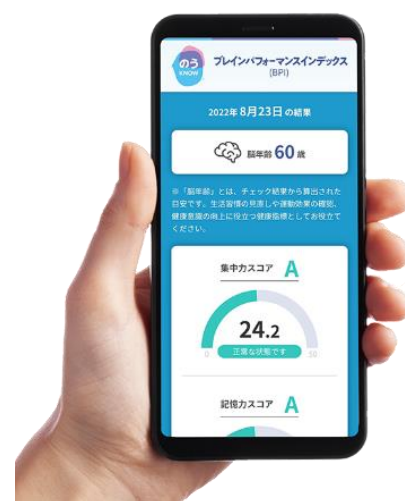 のう
KNOW
ブレインパフォーマンスインデックス
(BPI)
2022年 8月23日 の結果
脳年齢 60 歳
※「脳年齢」とは、チェック結果から算出された
目安です。生活習慣の見直しや運動効果の確認、
健康意識の向上に役立つ健康指標としてお役立て
ください。
集中力スコア A
24.2
正常な状態です
0
50
記憶力スコア A